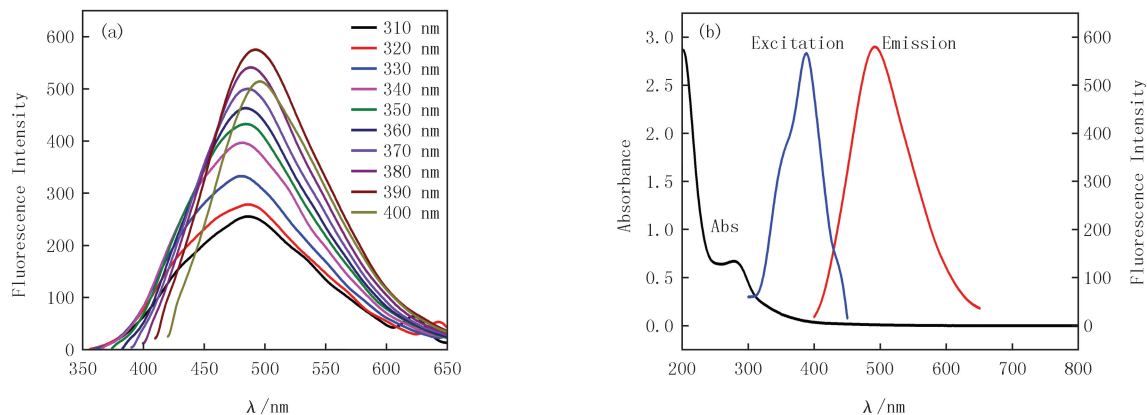 (a)
310 nm
320 nm
330 nm
340 nm
350 nm
360 nm
370 nm
380 nm
390 nm
400 nm
600
500
400
300
200
100
0
Fluorescence Intensity
350 400 450 500 550 600 650
λ/nm
(b)
Excitation Emission
Abs
3.0
2.5
2.0
1.5
1.0
0.5
0.0
Absorbance
600
500
400
300
200
100
0
Fluorescence Intensity
200 300 400 500 600 700 800
λ/nm